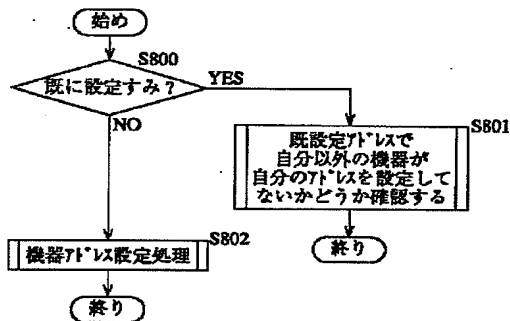 始め
S800
既に設定すみ？
YES
NO
S801
既設定ｱﾄﾞﾚｽで
自分以外の機器が
自分のｱﾄﾞﾚｽを設定して
ないかどうか確認する
終り
S802
機器ｱﾄﾞﾚｽ設定処理
終り